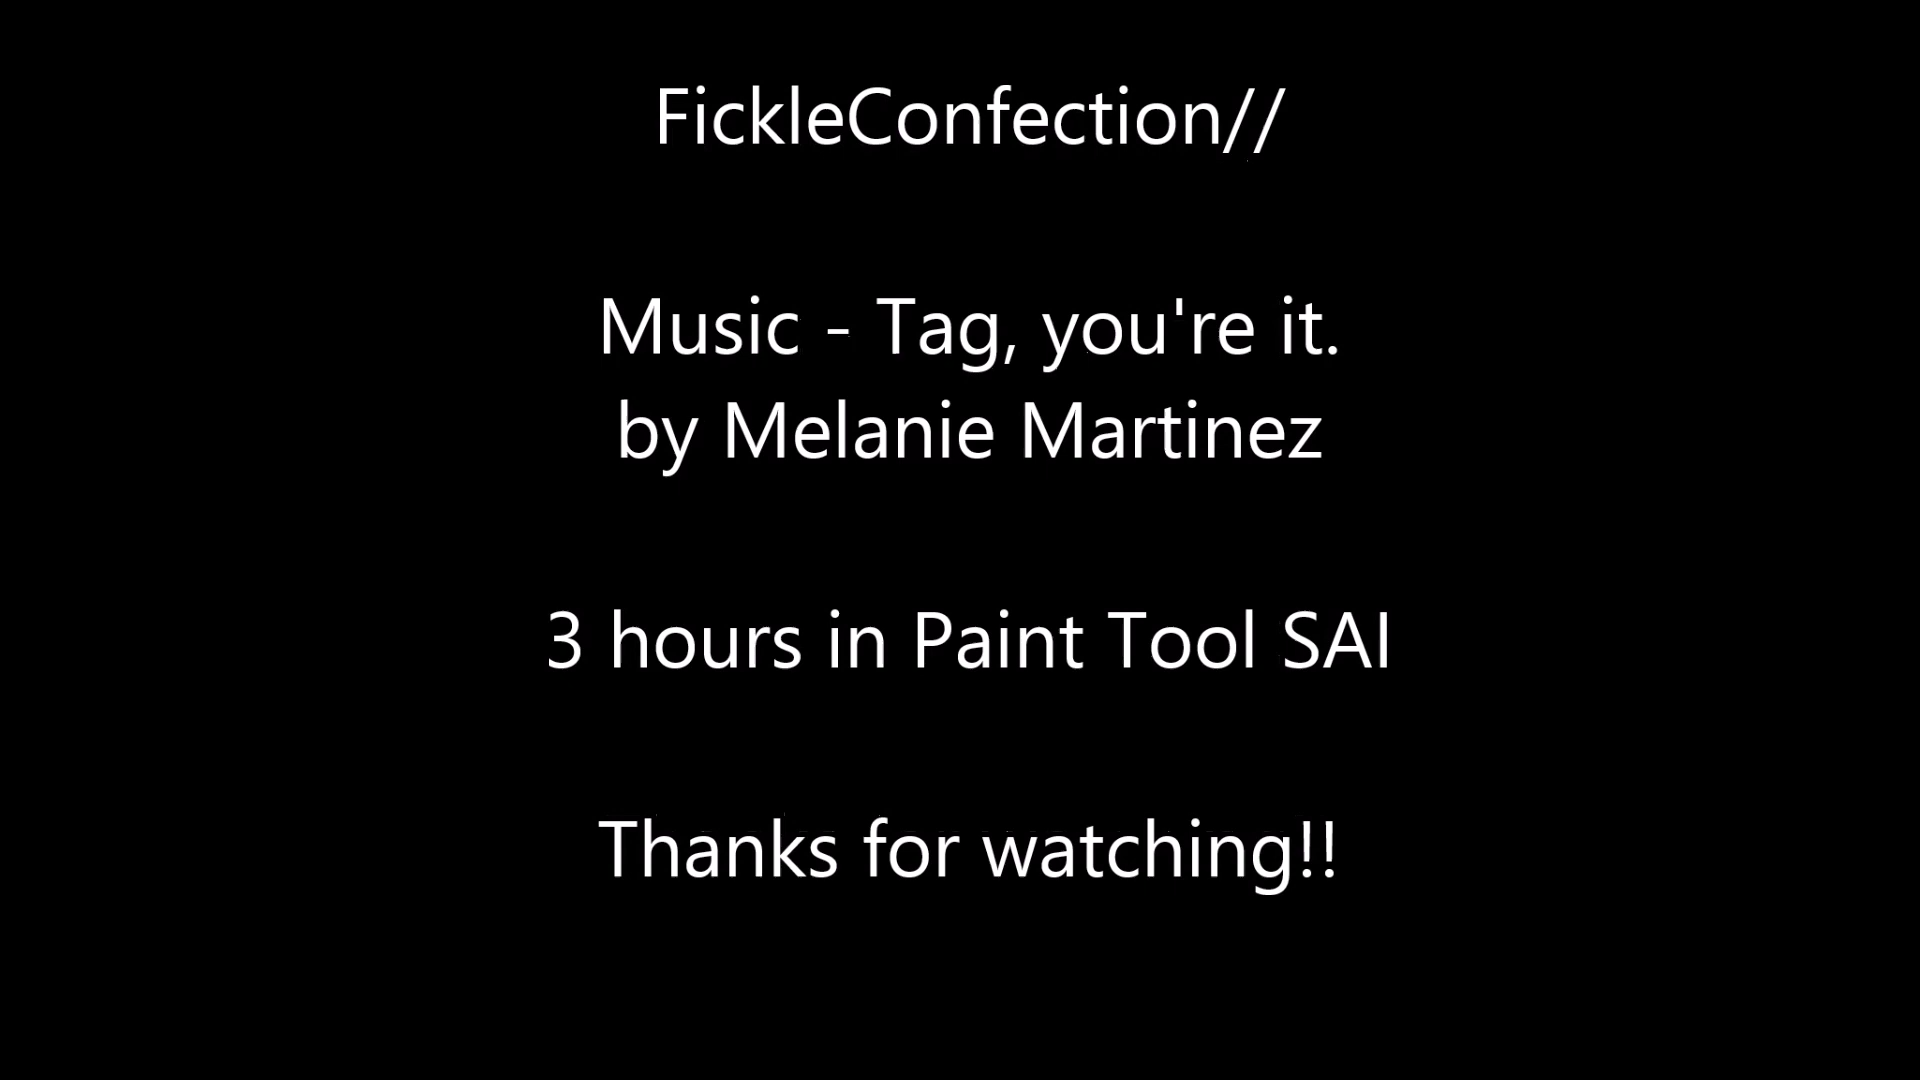 FickleConfection//
Music - Tag, you're it.
by Melanie Martinez
3 hours in Paint Tool SAI
Thanks for watching!!